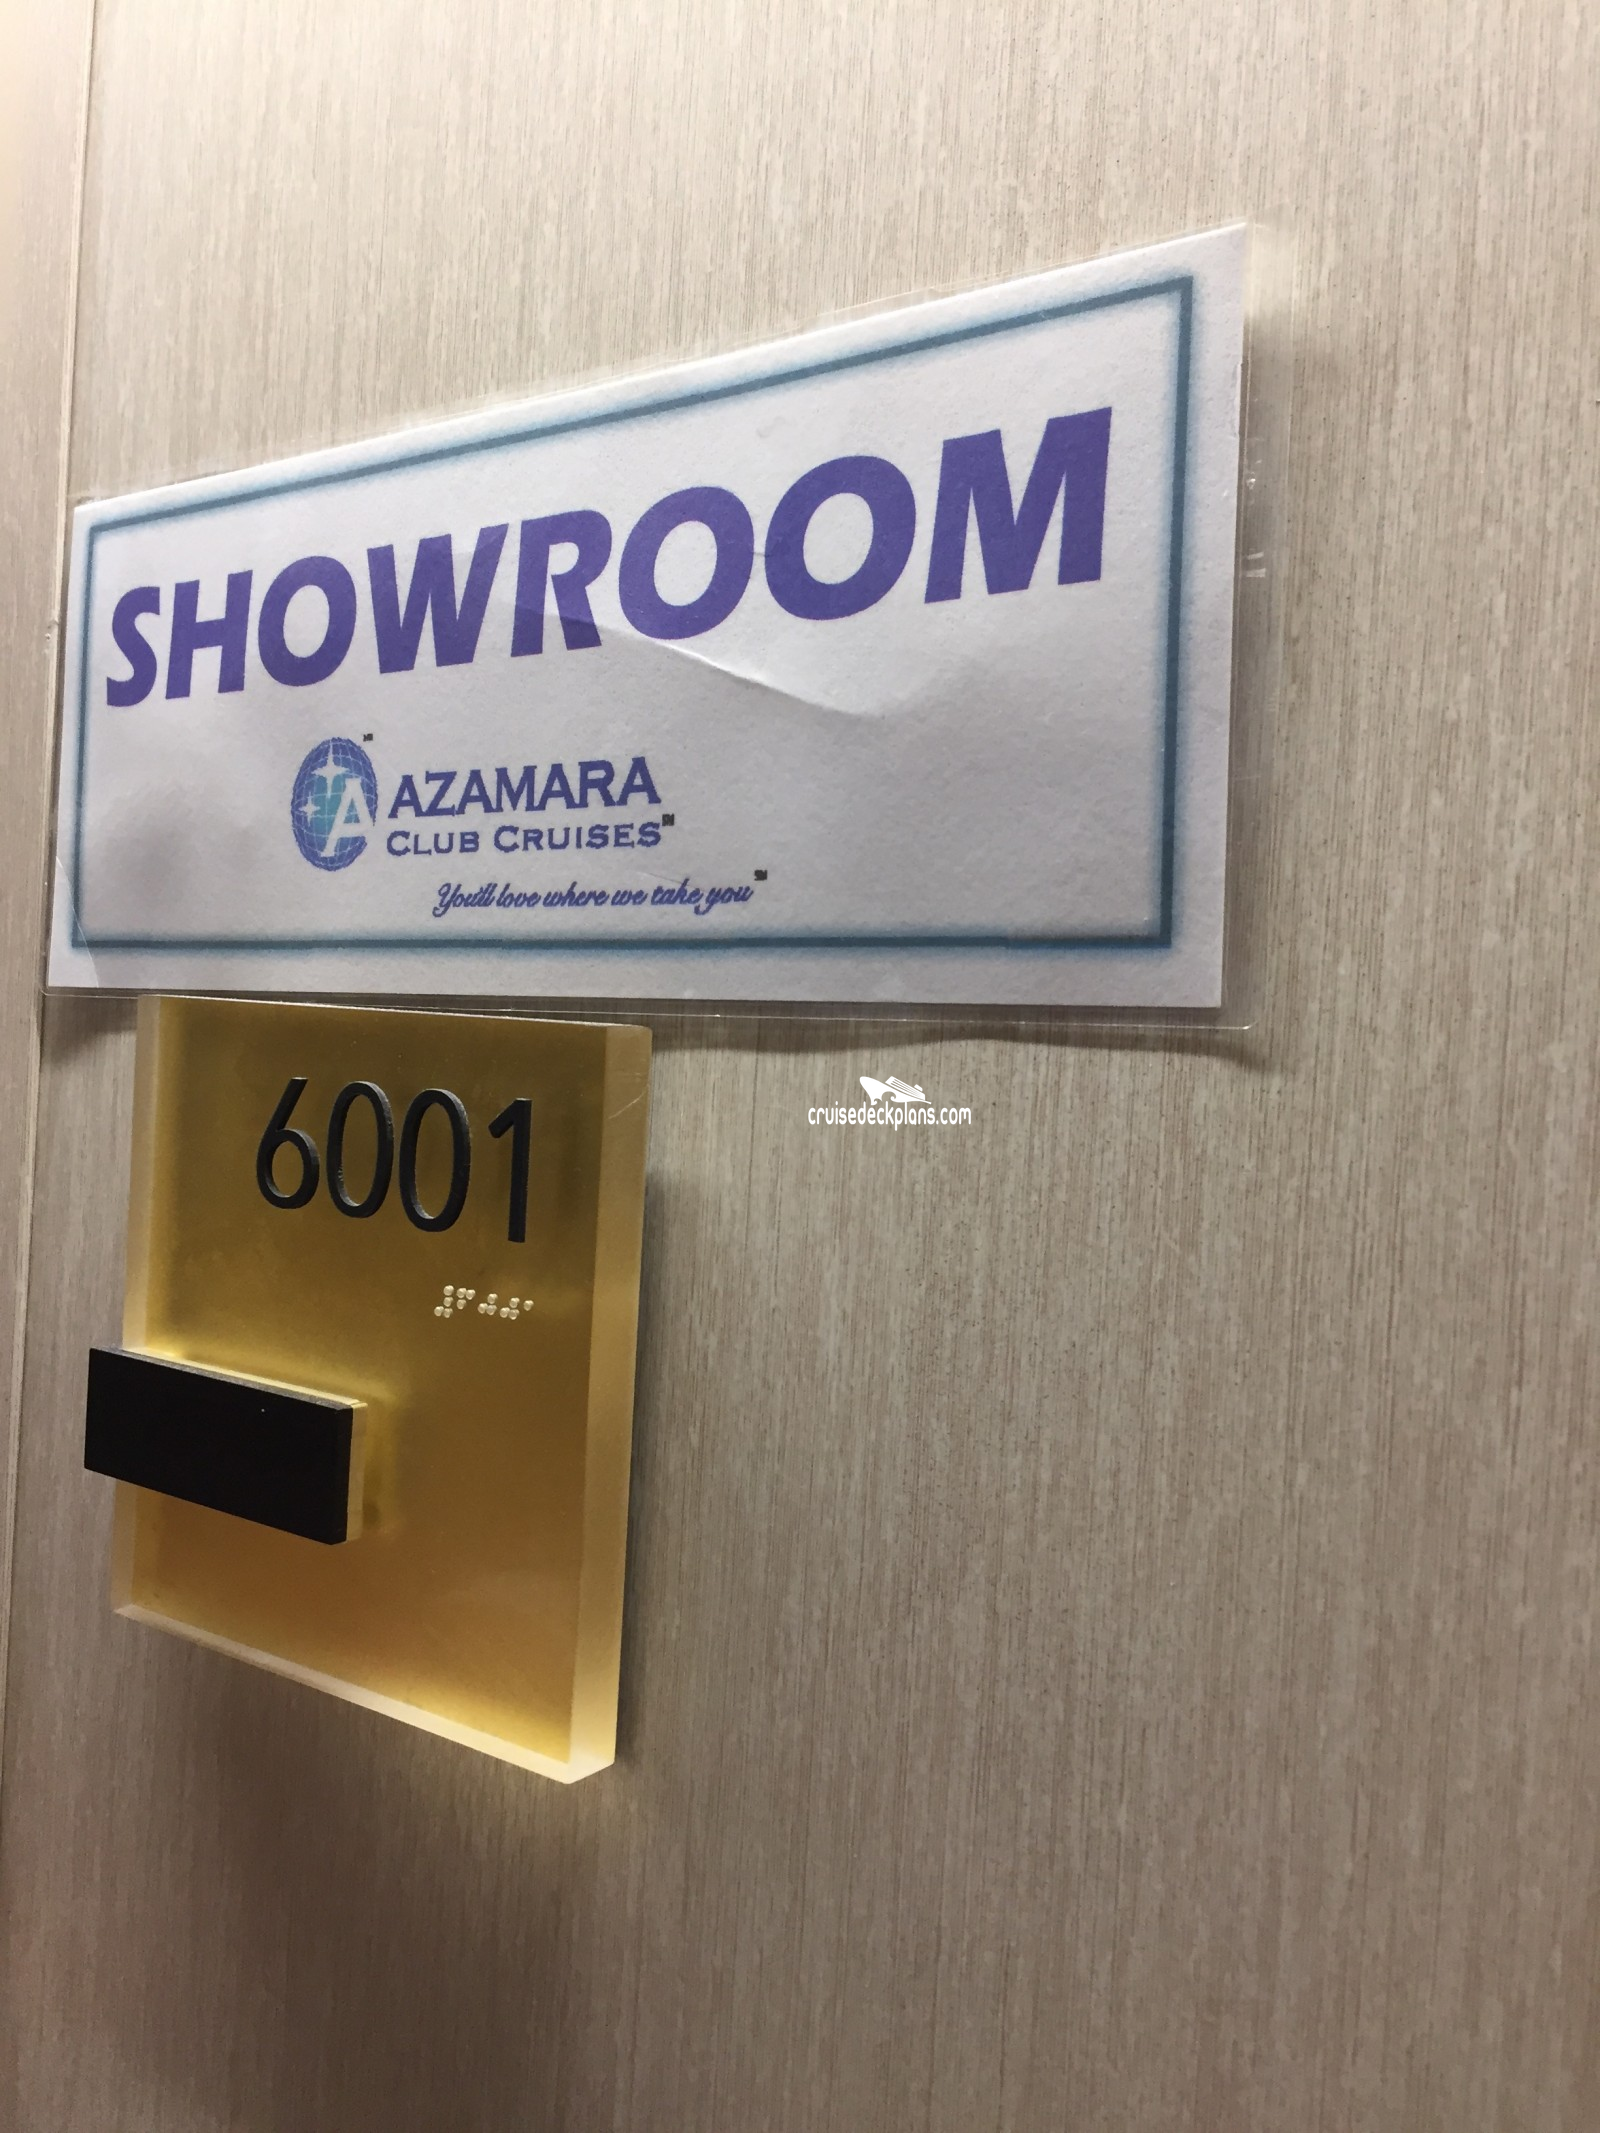 SHOWROOM
AZAMARA
CLUB CRUISES
You'll love where we take you
6001
cruisedeckplans.com